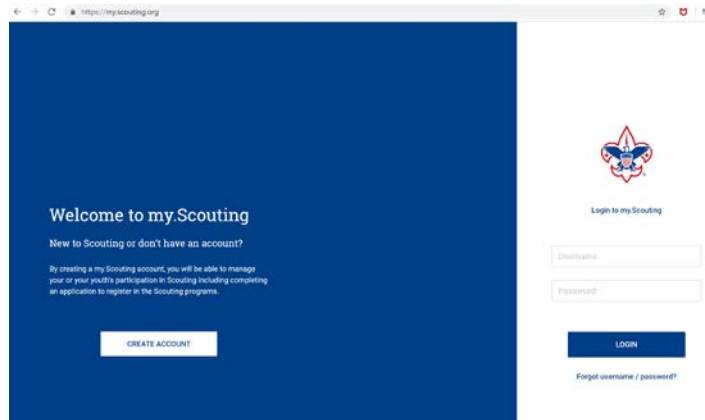 https://my.scouting.org
Welcome to my.Scouting
New to Scouting or don't have an account?
By creating a my.Scouting account, you will be able to manage
your or your youth's participation in Scouting including completing
an application to register in the Scouting programs.
CREATE ACCOUNT
Login to my.Scouting
Username
Password
LOGIN
Forgot username / password?